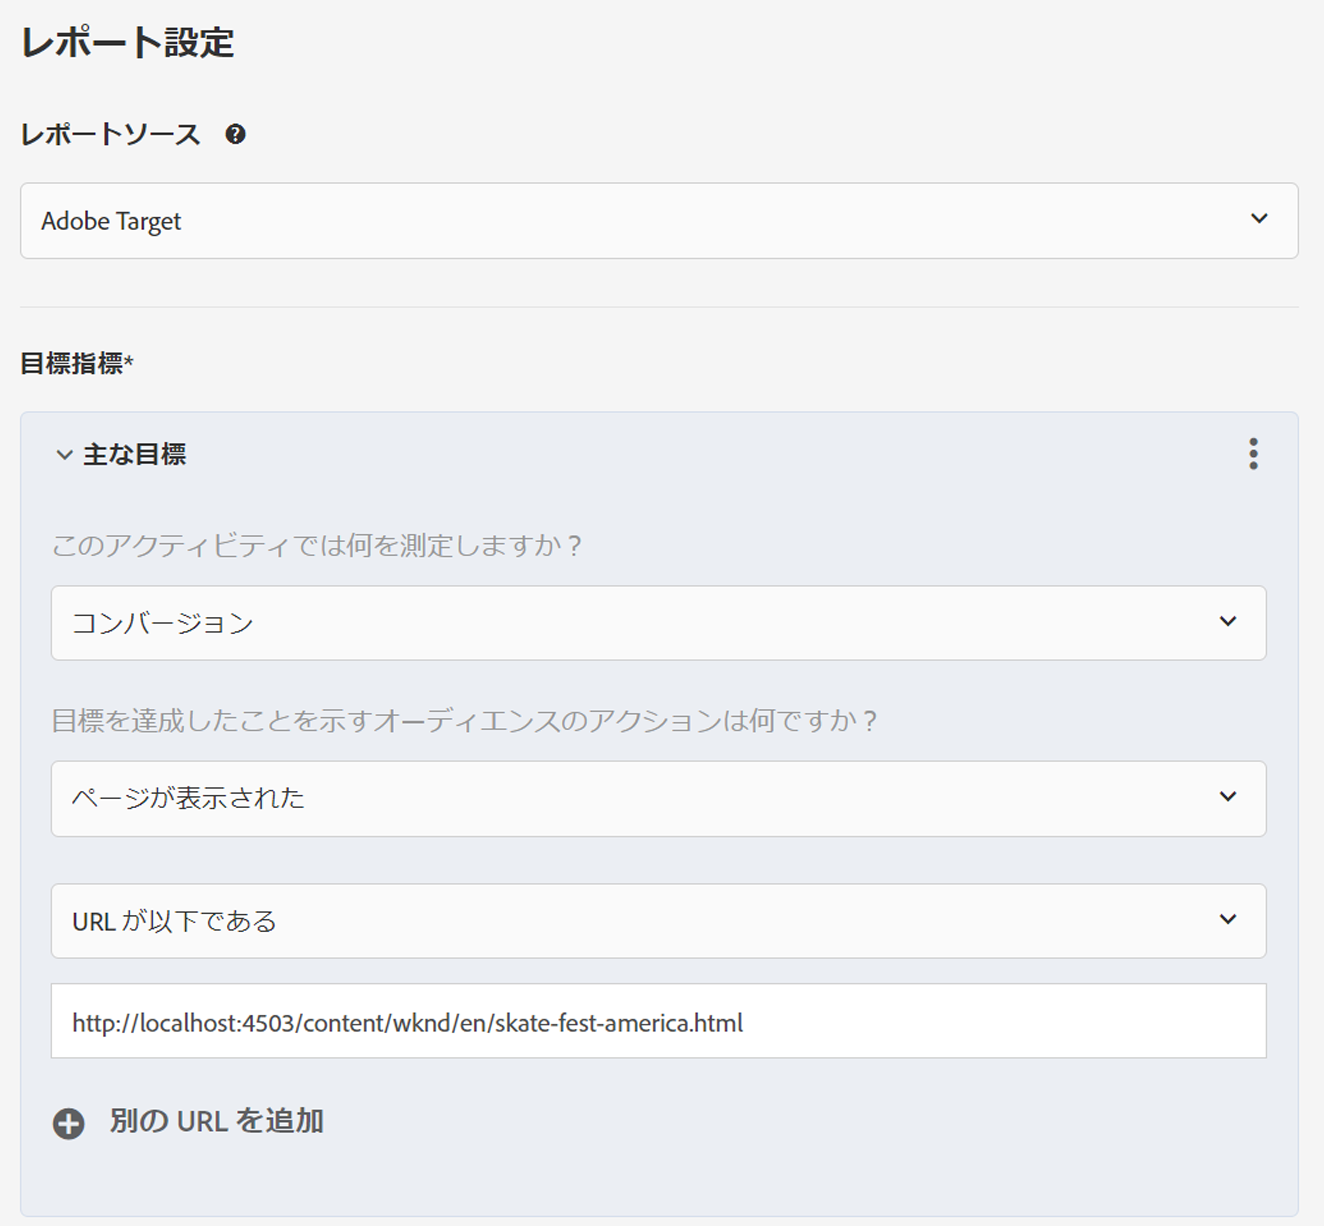 レポート設定
レポートソース
Adobe Target
目標指標*
主な目標
このアクティビティでは何を測定しますか？
コンバージョン
目標を達成したことを示すオーディエンスのアクションは何ですか？
ページが表示された
URL が以下である
http://localhost:4503/content/wknd/en/skate-fest-america.html
別の URL を追加